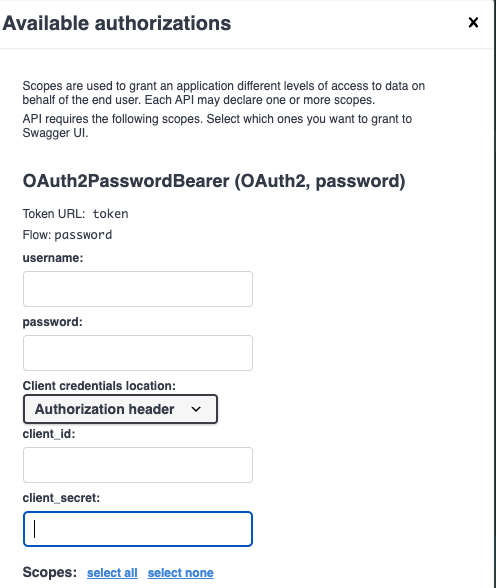 Available authorizations
Scopes are used to grant an application different levels of access to data on
behalf of the end user. Each API may declare one or more scopes.
API requires the following scopes. Select which ones you want to grant to
Swagger UI.
OAuth2PasswordBearer (OAuth2, password)
Token URL: token
Flow: password
username:
password:
Client credentials location:
Authorization header
client_id:
client_secret:
Scopes: select all select none